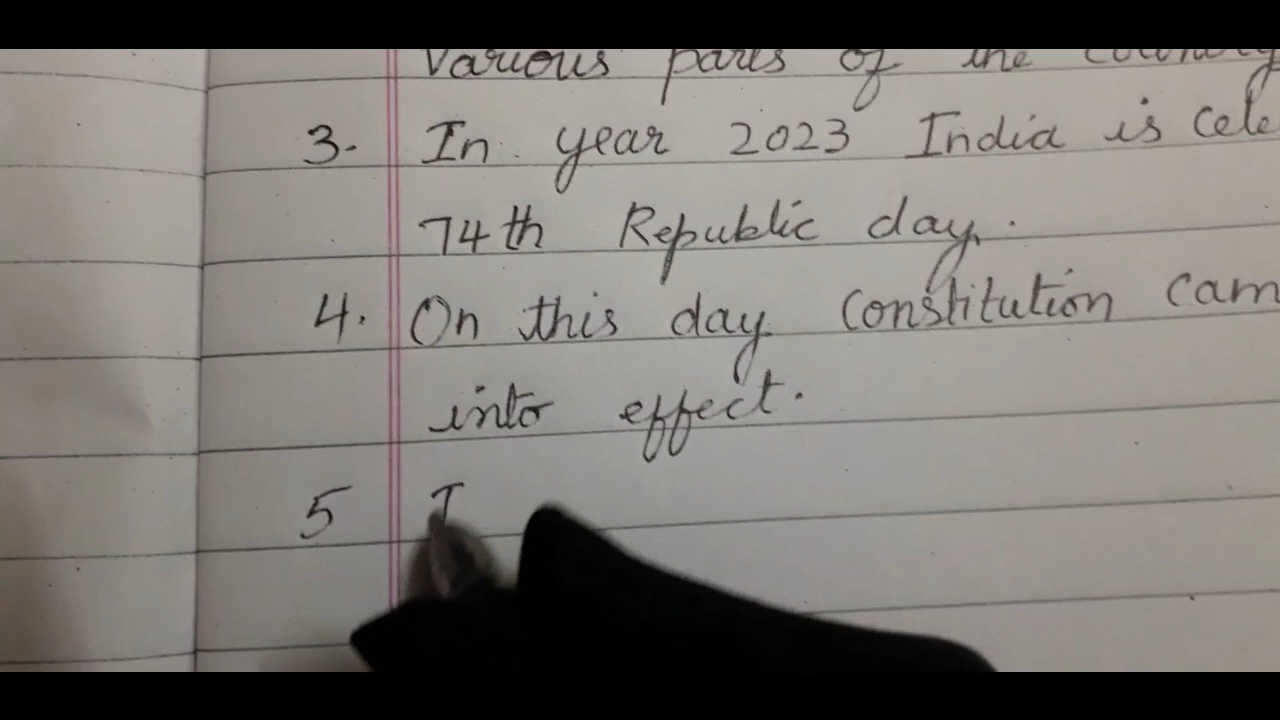 Various parts of the country
3. In year 2023 India is cele
74th Republic day.
4. On this day constitution cam
into effect.
5 I